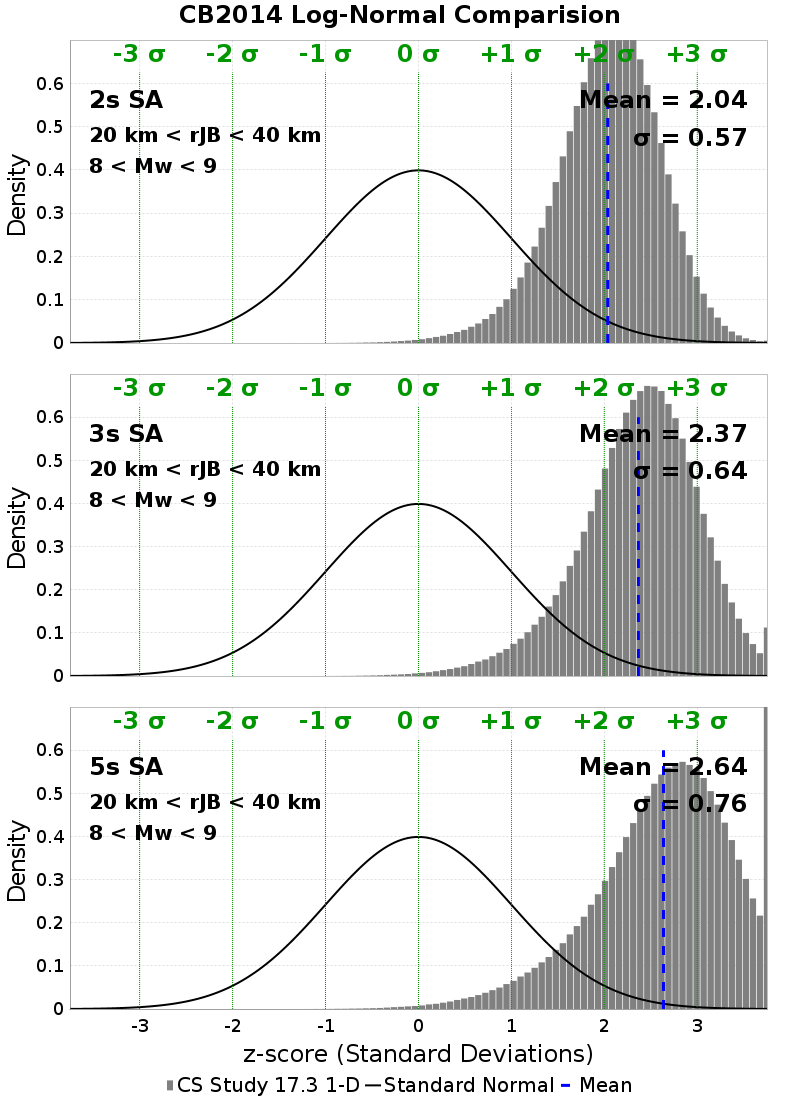 CB2014 Log-Normal Comparision
-3 σ -2 σ -1 σ 0 σ +1 σ +2 σ +3 σ
0.6
2s SA
Mean = 2.04
0.5
20 km < rJB < 40 km
σ = 0.57
0.4
8 < Mw < 9
0.3
0.2
0.1
0
Density
-3 σ -2 σ -1 σ 0 σ +1 σ +2 σ +3 σ
0.6
3s SA
Mean = 2.37
0.5
20 km < rJB < 40 km
σ = 0.64
0.4
8 < Mw < 9
0.3
0.2
0.1
0
Density
-3 σ -2 σ -1 σ 0 σ +1 σ +2 σ +3 σ
0.6
5s SA
Mean = 2.64
0.5
20 km < rJB < 40 km
σ = 0.76
0.4
8 < Mw < 9
0.3
0.2
0.1
0
Density
-3 -2 -1 0 1 2 3
z-score (Standard Deviations)
CS Study 17.3 1-D Standard Normal Mean